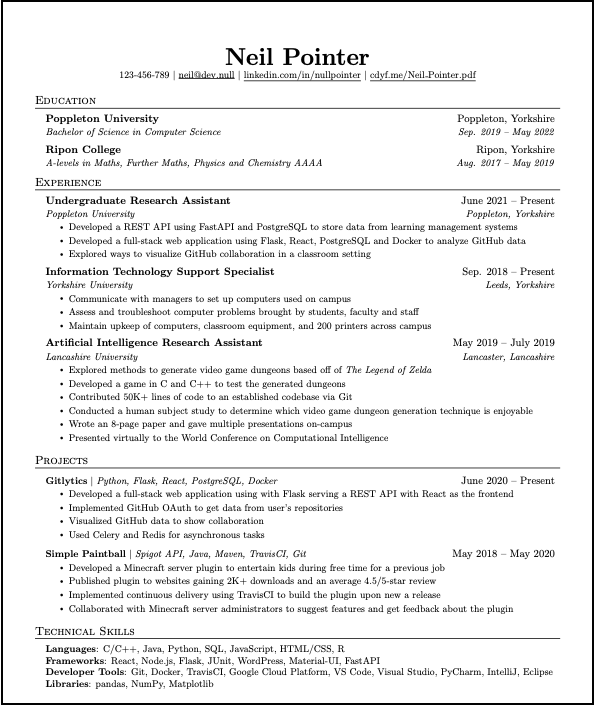 Neil Pointer
123-456-789 | neil@dev.null | linkedin.com/in/nullpointer | cdyf.me/Neil-Pointer.pdf
Education
Poppleton University Poppleton, Yorkshire
Bachelor of Science in Computer Science Sep. 2019 – May 2022
Ripon College Ripon, Yorkshire
A-levels in Maths, Further Maths, Physics and Chemistry AAAA Aug. 2017 – May 2019
Experience
Undergraduate Research Assistant June 2021 – Present
Poppleton University Poppleton, Yorkshire
• Developed a REST API using FastAPI and PostgreSQL to store data from learning management systems
• Developed a full-stack web application using Flask, React, PostgreSQL and Docker to analyze GitHub data
• Explored ways to visualize GitHub collaboration in a classroom setting
Information Technology Support Specialist Sep. 2018 – Present
Yorkshire University Leeds, Yorkshire
• Communicate with managers to set up computers used on campus
• Assess and troubleshoot computer problems brought by students, faculty and staff
• Maintain upkeep of computers, classroom equipment, and 200 printers across campus
Artificial Intelligence Research Assistant May 2019 – July 2019
Lancashire University Lancaster, Lancashire
• Explored methods to generate video game dungeons based off of The Legend of Zelda
• Developed a game in C and C++ to test the generated dungeons
• Contributed 50K+ lines of code to an established codebase via Git
• Conducted a human subject study to determine which video game dungeon generation technique is enjoyable
• Wrote an 8-page paper and gave multiple presentations on-campus
• Presented virtually to the World Conference on Computational Intelligence
Projects
Gitlytics | Python, Flask, React, PostgreSQL, Docker June 2020 – Present
• Developed a full-stack web application using with Flask serving a REST API with React as the frontend
• Implemented GitHub OAuth to get data from user's repositories
• Visualized GitHub data to show collaboration
• Used Celery and Redis for asynchronous tasks
Simple Paintball | Spigot API, Java, Maven, TravisCI, Git May 2018 – May 2020
• Developed a Minecraft server plugin to entertain kids during free time for a previous job
• Published plugin to websites gaining 2K+ downloads and an average 4.5/5-star review
• Implemented continuous delivery using TravisCI to build the plugin upon new a release
• Collaborated with Minecraft server administrators to suggest features and get feedback about the plugin
Technical Skills
Languages: C/C++, Java, Python, SQL, JavaScript, HTML/CSS, R
Frameworks: React, Node.js, Flask, JUnit, WordPress, Material-UI, FastAPI
Developer Tools: Git, Docker, TravisCI, Google Cloud Platform, VS Code, Visual Studio, PyCharm, IntelliJ, Eclipse
Libraries: pandas, NumPy, Matplotlib